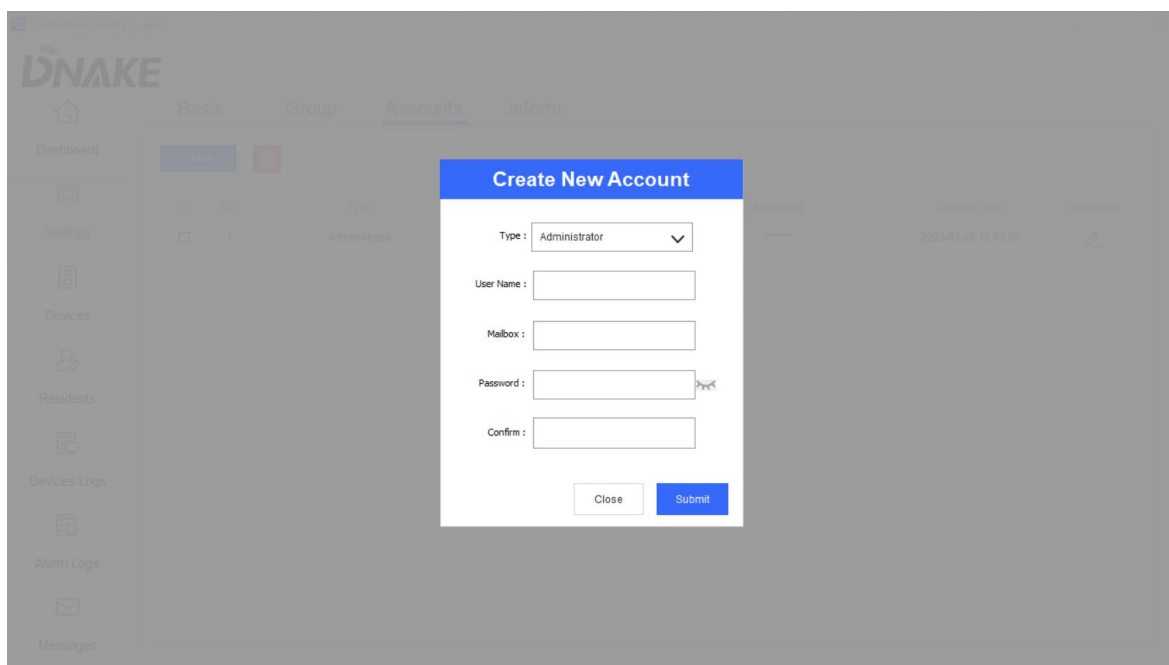 DNAKE
Basic Group Accounts Inform
Dashboard
Create New Account
No Type Password Created Time Operation
Settings
1 Administrator ****** 2023-02-25 15:03:03
Type : Administrator
User Name :
Devices
Mailbox :
Residents
Password :
Confirm :
Devices Logs
Close Submit
Alarm Logs
Messages